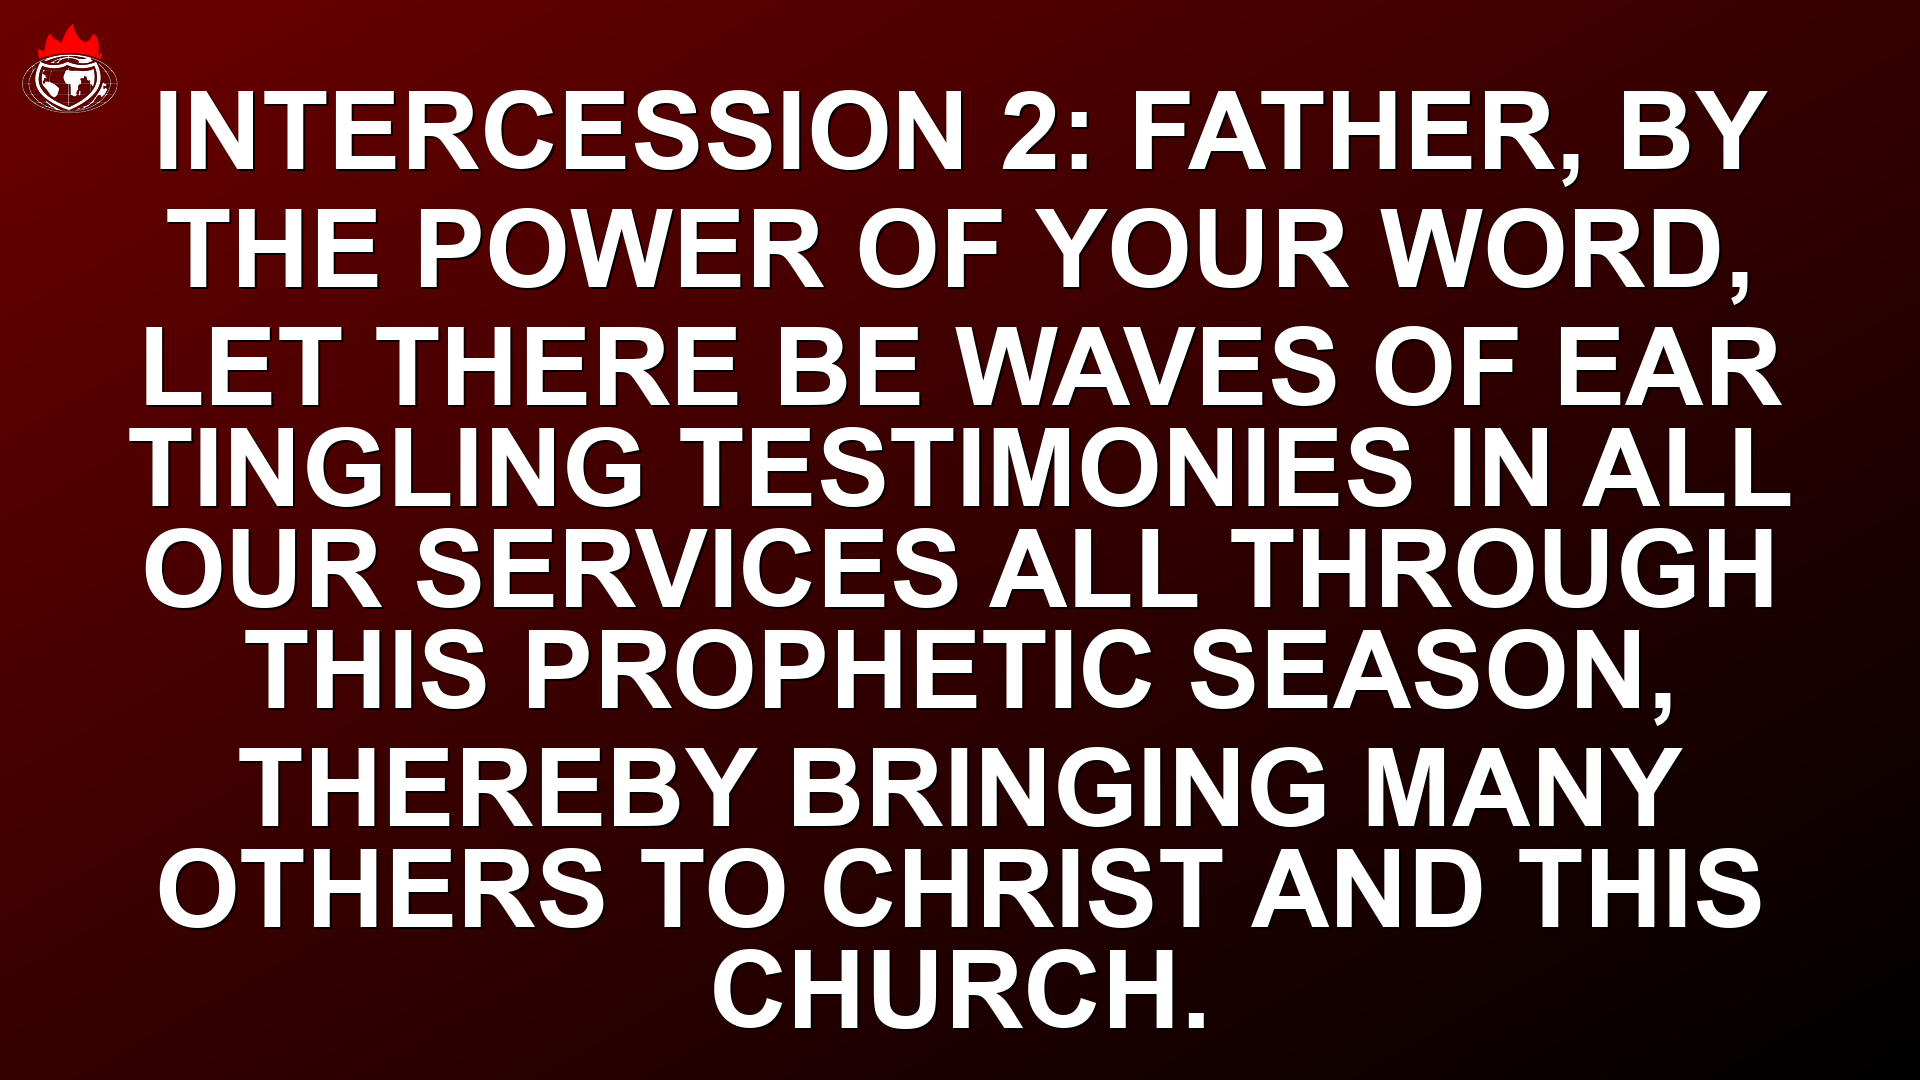 INTERCESSION 2: FATHER, BY
THE POWER OF YOUR WORD,
LET THERE BE WAVES OF EAR
TINGLING TESTIMONIES IN ALL
OUR SERVICES ALL THROUGH
THIS PROPHETIC SEASON,
THEREBY BRINGING MANY
OTHERS TO CHRIST AND THIS
CHURCH.